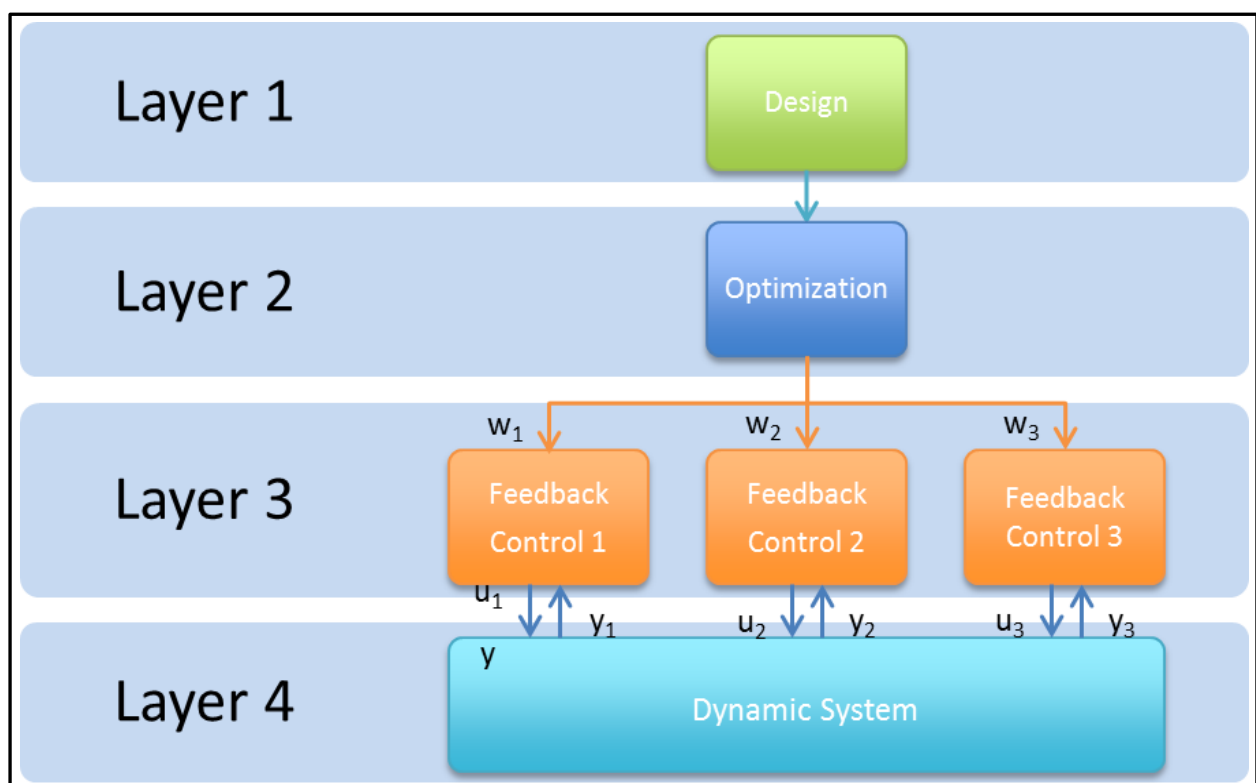 Layer 1
Design
Layer 2
Optimization
w₁
w₂
w₃
Layer 3
Feedback
Control 1
Feedback
Control 2
Feedback
Control 3
u₁
y₁
u₂
y₂
u₃
y₃
y
Layer 4
Dynamic System